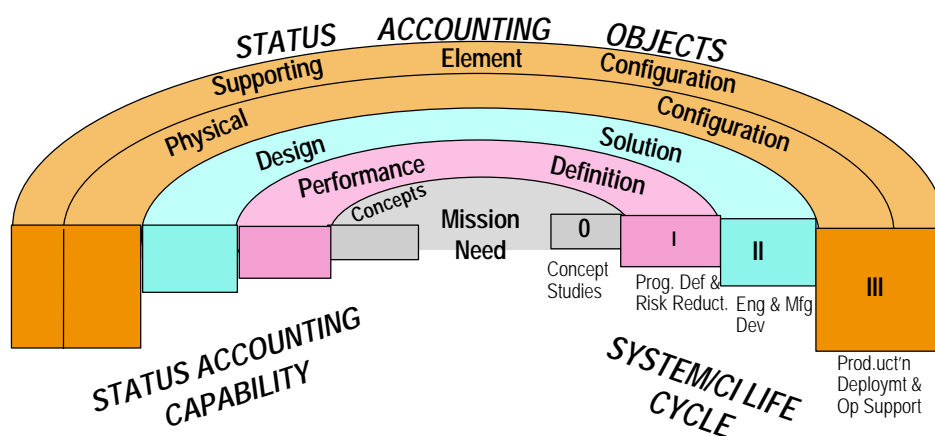 STATUS ACCOUNTING OBJECTS
Supporting Element Configuration
Physical Configuration
Design Solution
Performance Definition
Concepts
Mission
Need
0
I
II
III
Concept
Studies
Prog. Def &
Risk Reduct.
Eng & Mfg
Dev
Prod.uct'n
Deploymt &
Op Support
STATUS ACCOUNTING
CAPABILITY
SYSTEM/CI LIFE
CYCLE